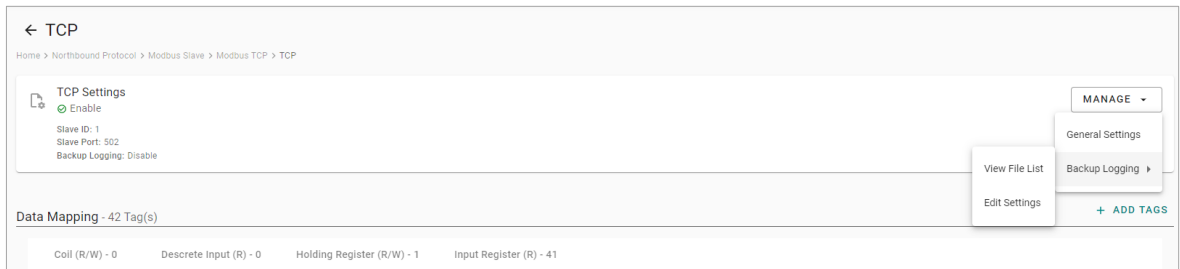 TCP
Home > Northbound Protocol > Modbus Slave > Modbus TCP > TCP
TCP Settings
Enable
Slave ID: 1
Slave Port: 502
Backup Logging: Disable
MANAGE
General Settings
Backup Logging
View File List
Edit Settings
Data Mapping - 42 Tag(s)
+ ADD TAGS
Coil (R/W) - 0 Descrete Input (R) - 0 Holding Register (R/W) - 1 Input Register (R) - 41